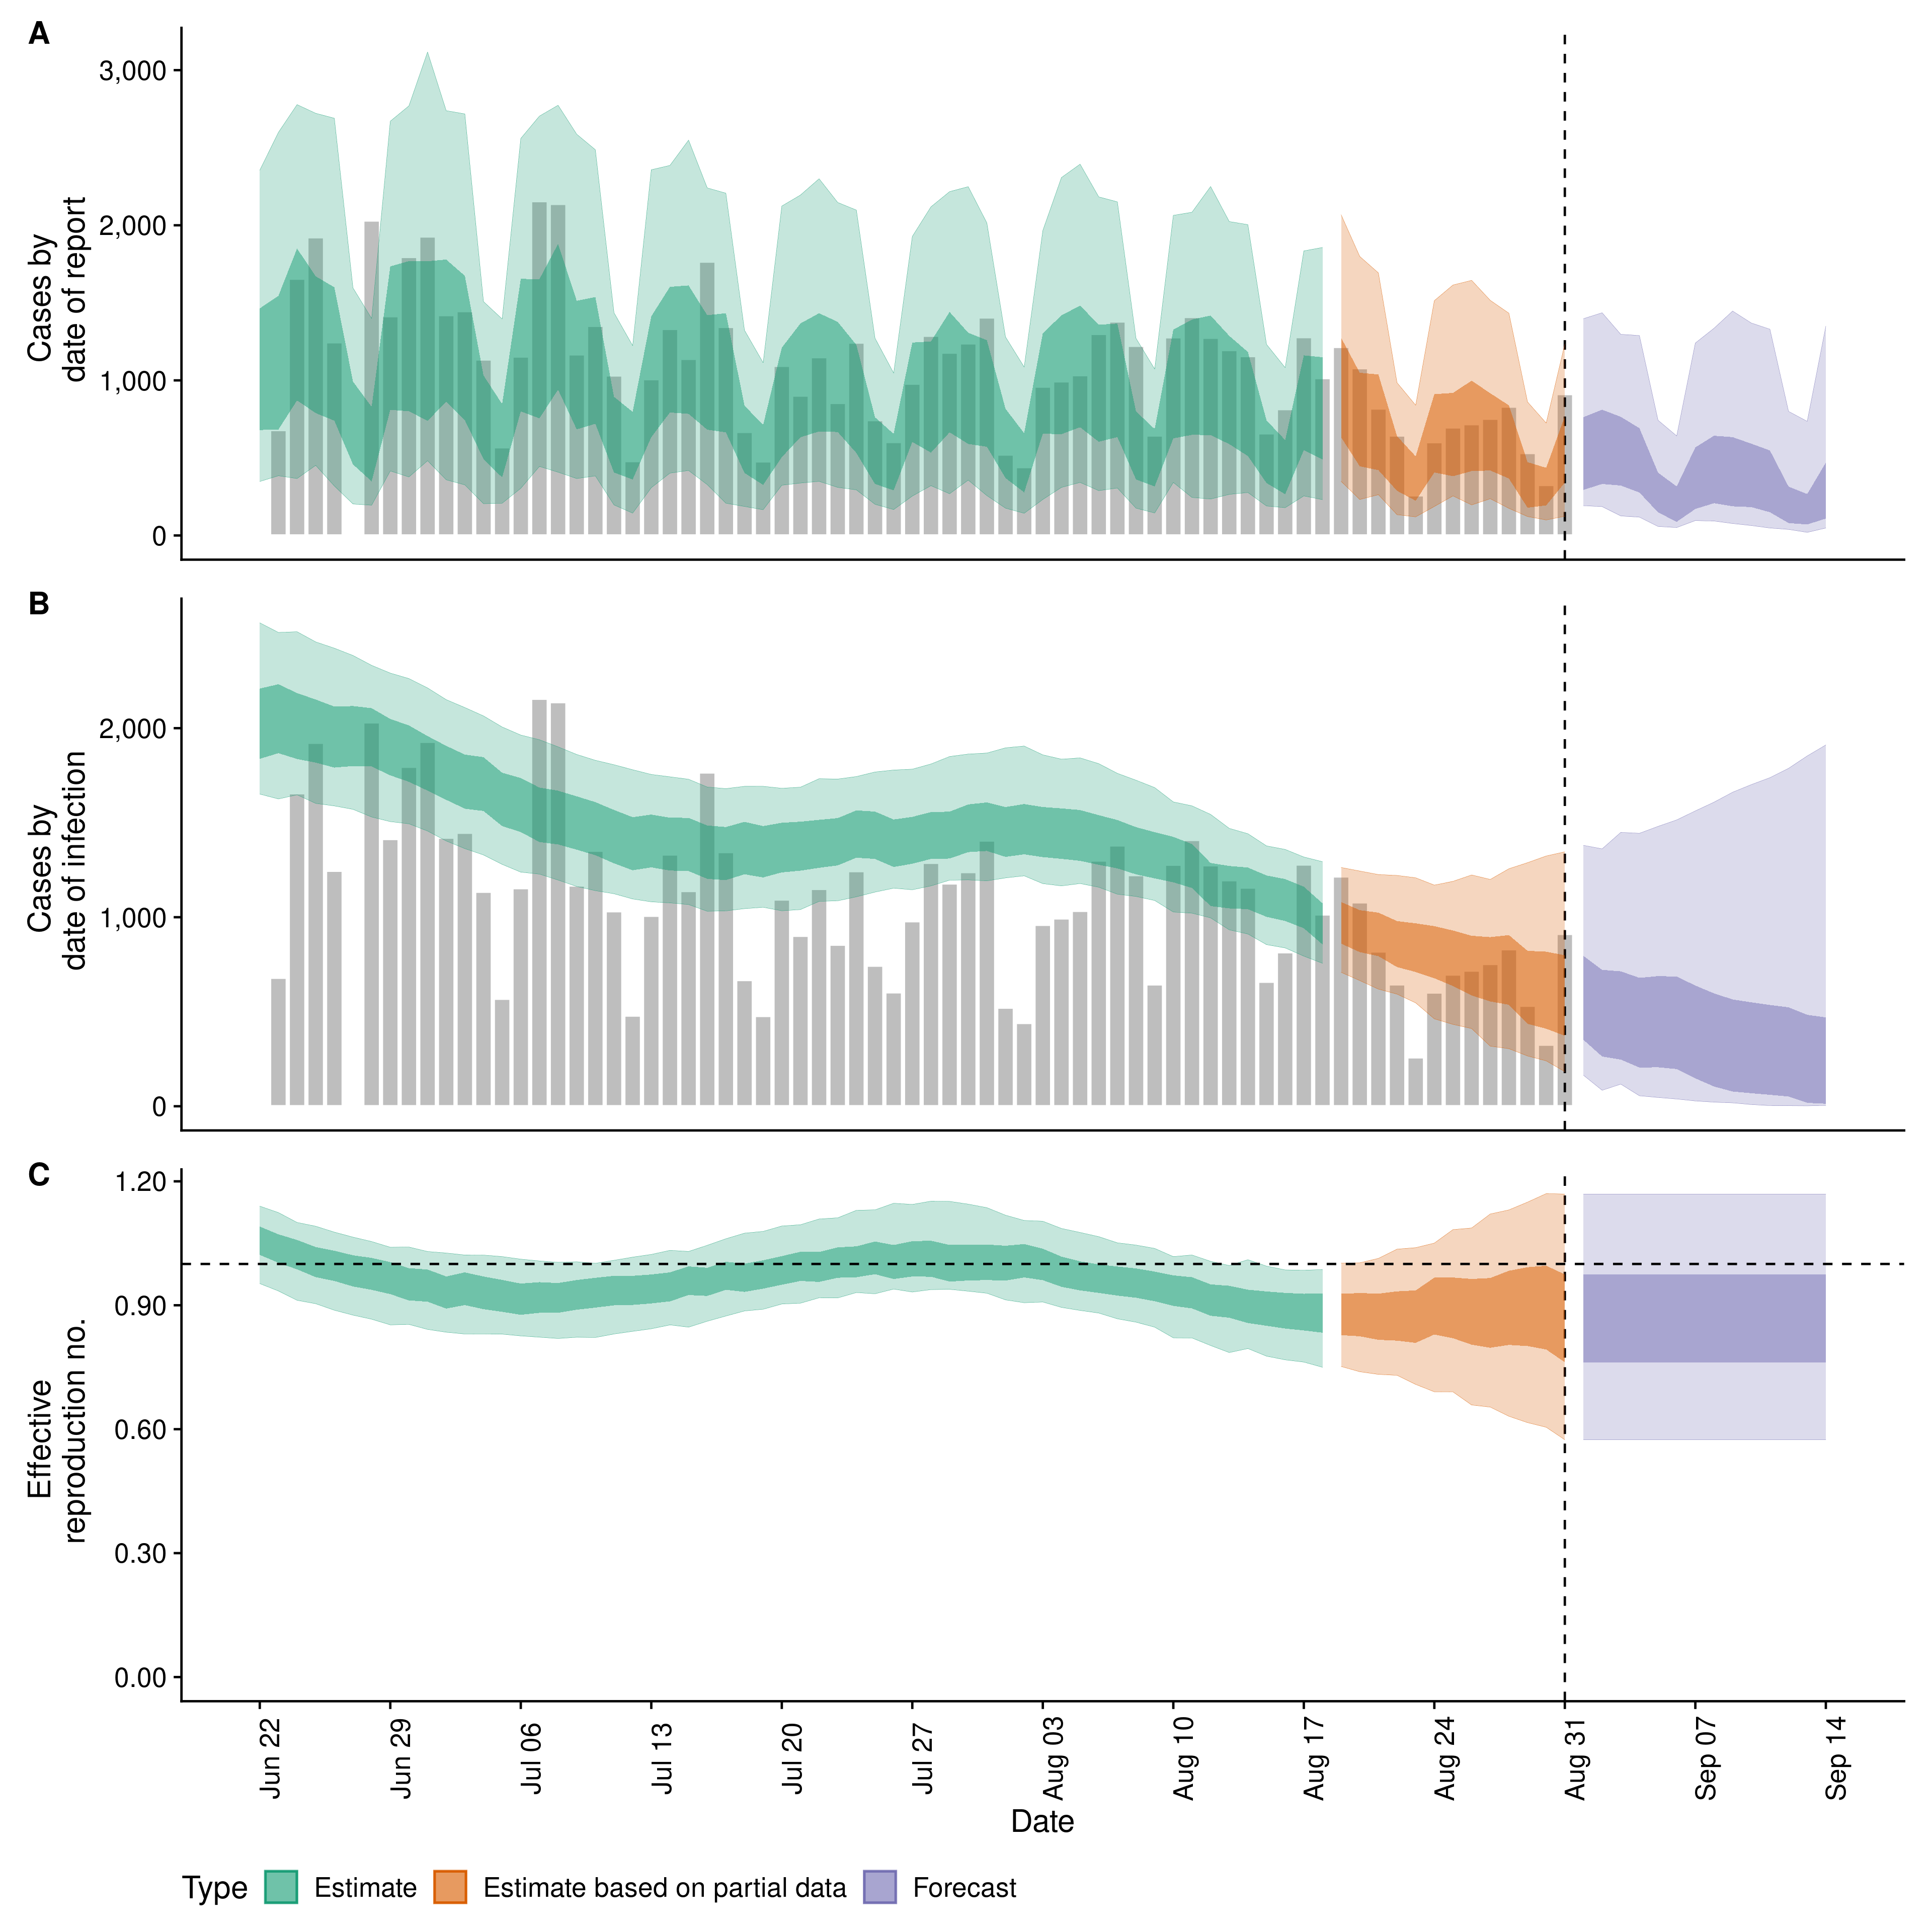 A
Cases by
date of report
3,000
2,000
1,000
0
B
Cases by
date of infection
2,000
1,000
0
C
Effective
reproduction no.
1.20
0.90
0.60
0.30
0.00
Jun 22
Jun 29
Jul 06
Jul 13
Jul 20
Jul 27
Aug 03
Aug 10
Aug 17
Aug 24
Aug 31
Sep 07
Sep 14
Date
Type Estimate Estimate based on partial data Forecast